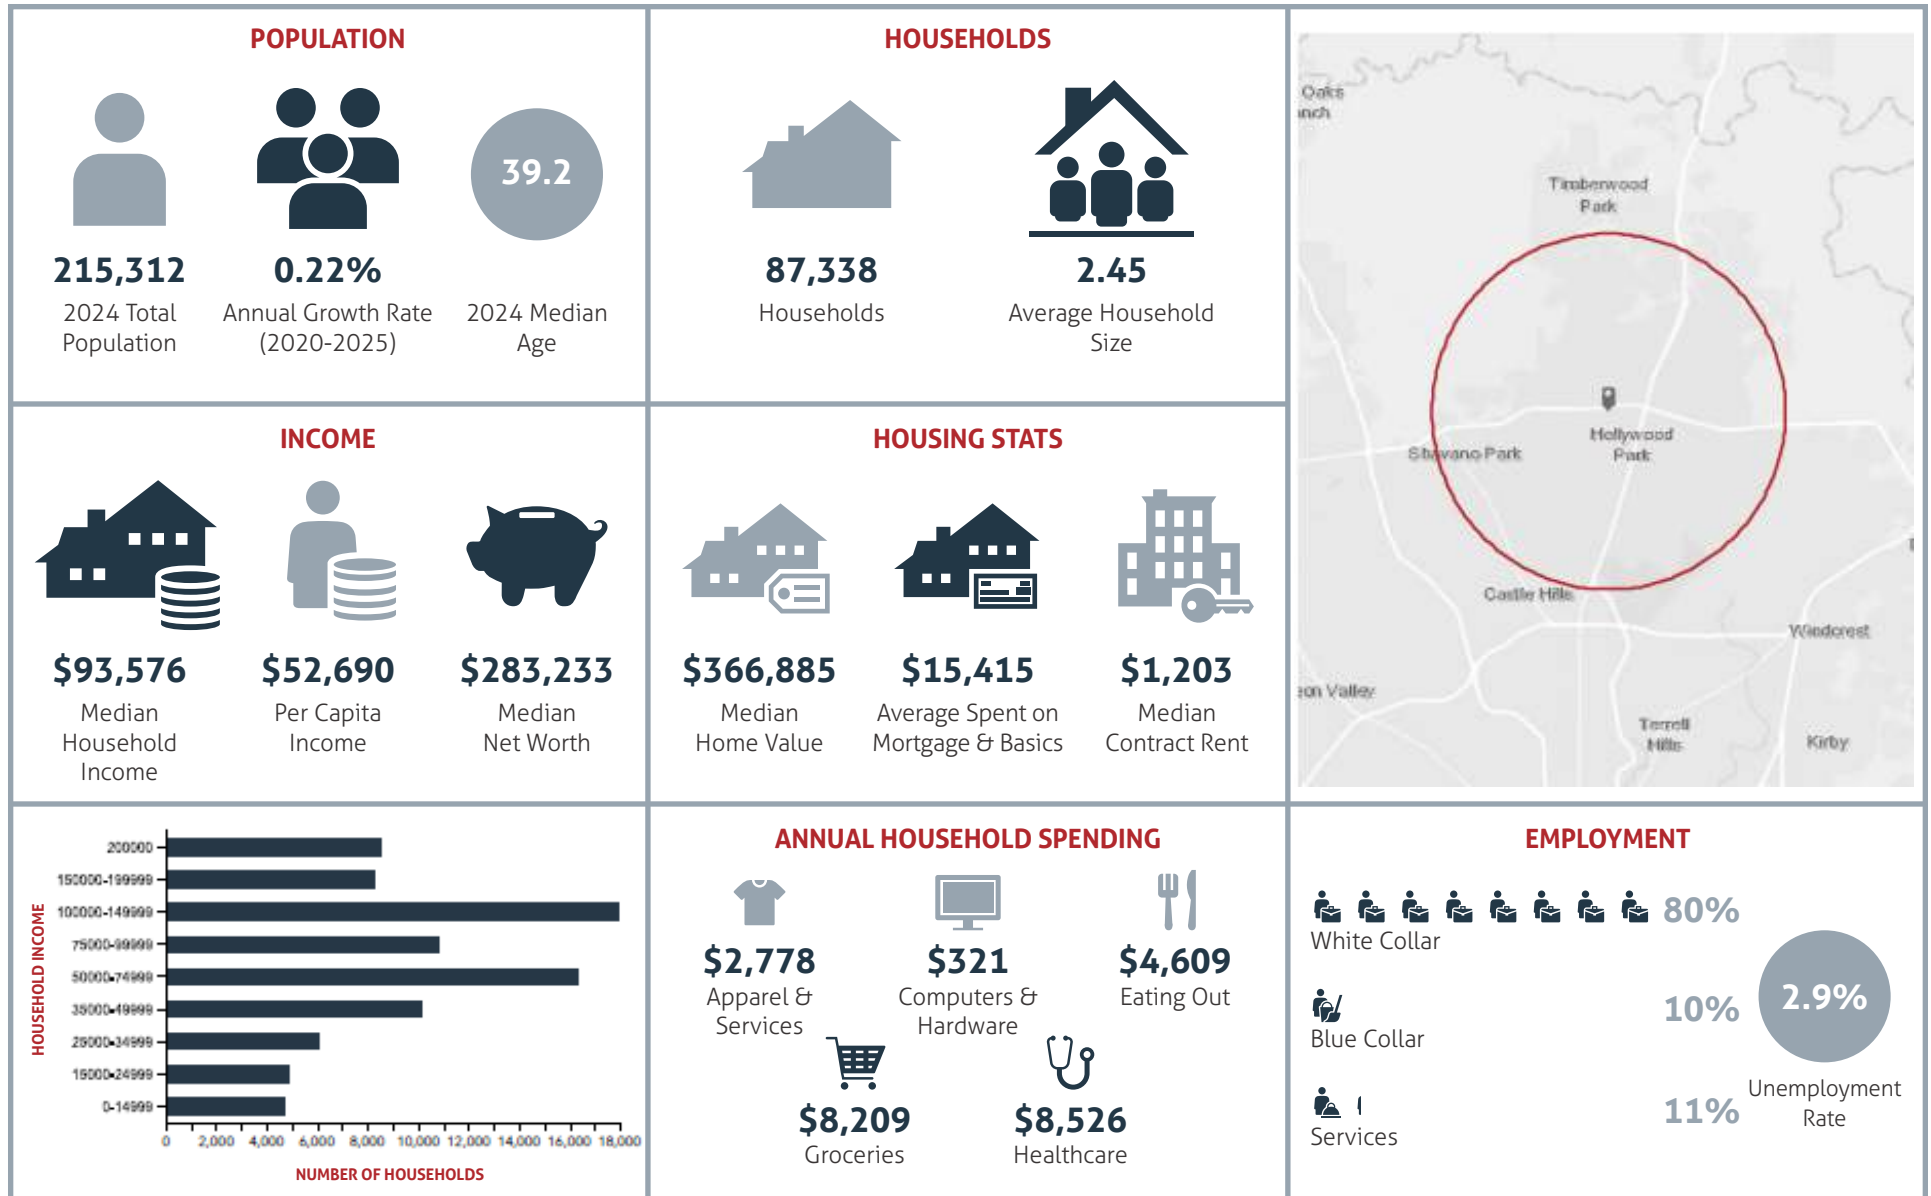 POPULATION
39.2
215,312
0.22%
2024 Total
Population
Annual Growth Rate
(2020-2025)
2024 Median
Age
HOUSEHOLDS
87,338
Households
2.45
Average Household
Size
Oaks
Timberwood
Park
Hollywood
Park
Shavano Park
Castle Hills
Windcrest
eon Valley
Terrell
Hills
Kirby
INCOME
$93,576
Median
Household
Income
$52,690
Per Capita
Income
$283,233
Median
Net Worth
HOUSING STATS
$366,885
Median
Home Value
$15,415
Average Spent on
Mortgage & Basics
$1,203
Median
Contract Rent
HOUSEHOLD INCOME
200000
150000-199999
100000-149999
75000-99999
50000-74999
35000-49999
25000-34999
15000-24999
0-14999
0 2,000 4,000 6,000 8,000 10,000 12,000 14,000 16,000 18,000
NUMBER OF HOUSEHOLDS
ANNUAL HOUSEHOLD SPENDING
$2,778
Apparel &
Services
$321
Computers &
Hardware
$4,609
Eating Out
$8,209
Groceries
$8,526
Healthcare
EMPLOYMENT
80%
White Collar
10%
Blue Collar
11%
Services
2.9%
Unemployment
Rate